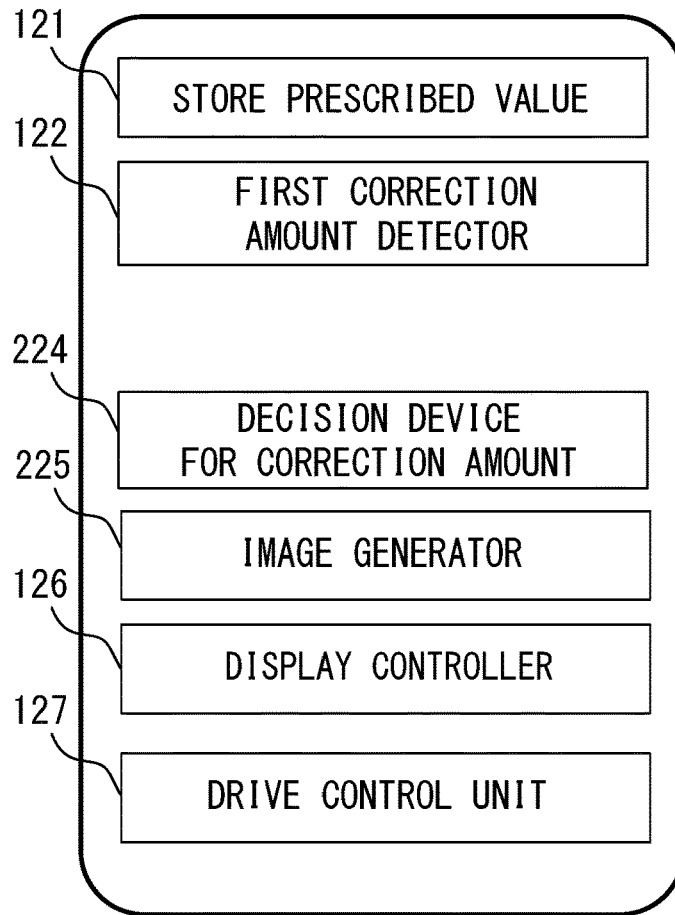 121
STORE PRESCRIBED VALUE
122
FIRST CORRECTION
AMOUNT DETECTOR
224
DECISION DEVICE
FOR CORRECTION AMOUNT
225
IMAGE GENERATOR
126
DISPLAY CONTROLLER
127
DRIVE CONTROL UNIT